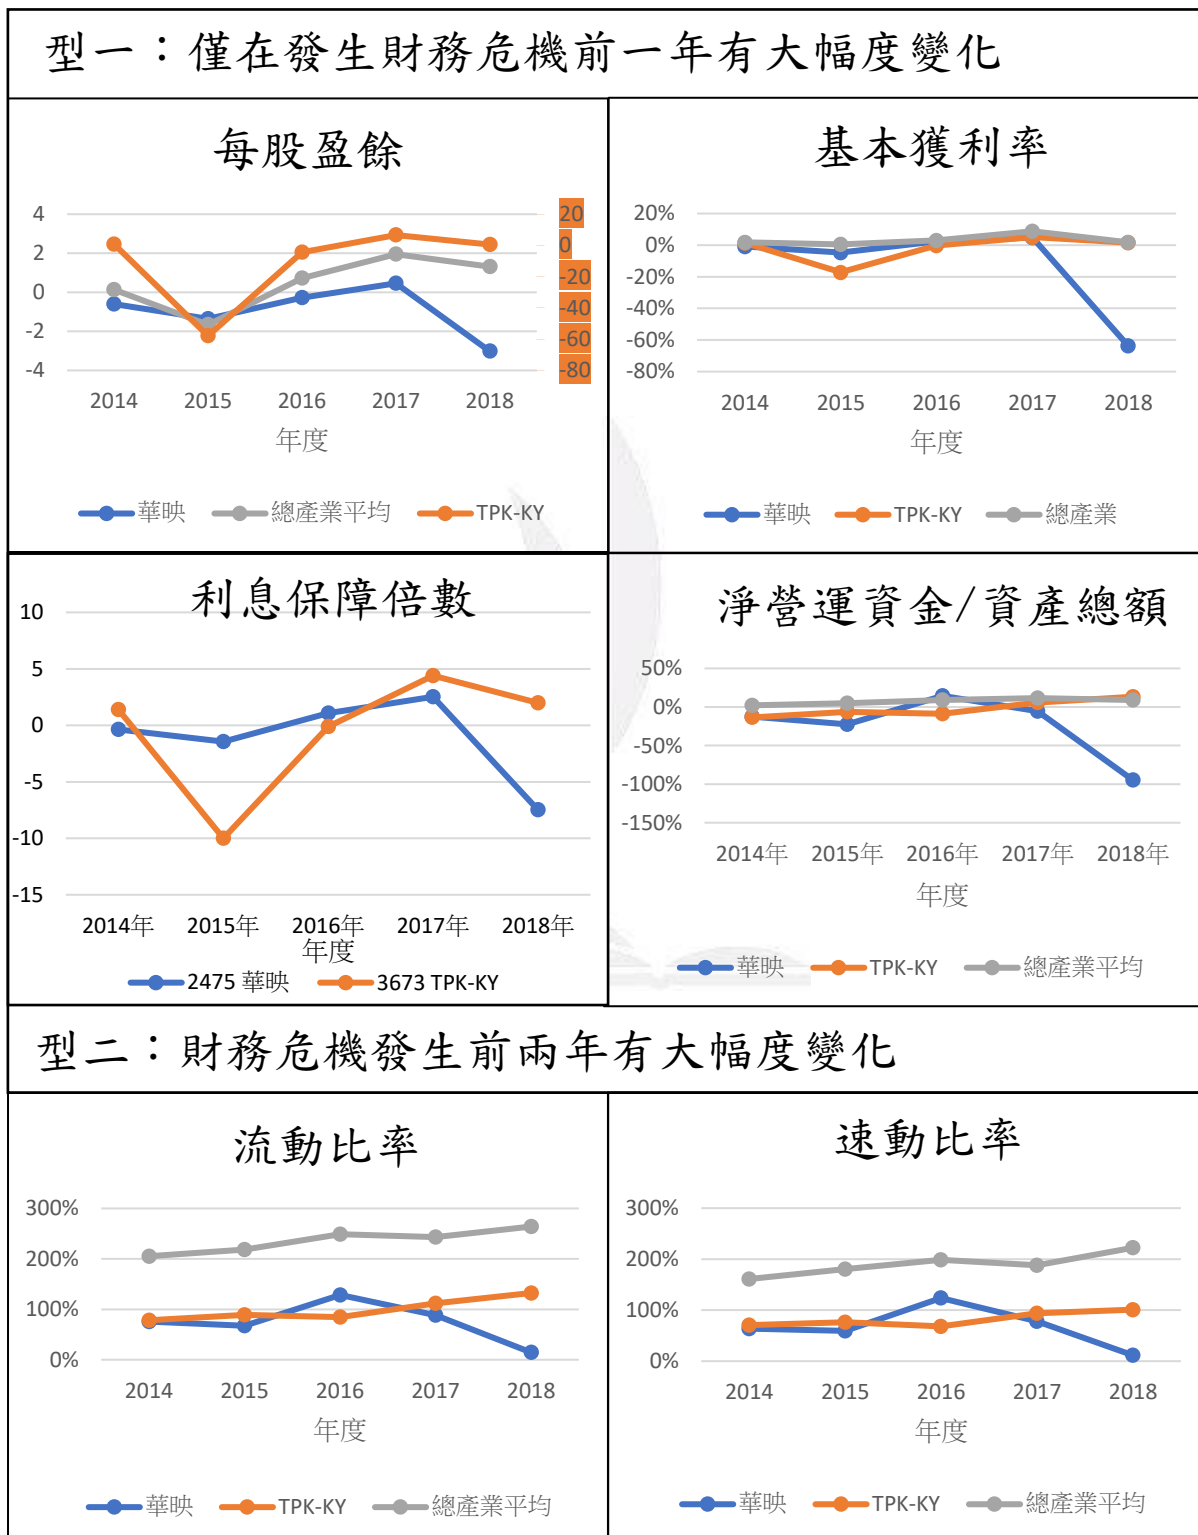 型一：僅在發生財務危機前一年有大幅度變化
每股盈餘
4
2
0
-2
-4
20
0
-20
-40
-60
-80
2014 2015 2016 2017 2018
年度
華映 總產業平均 TPK-KY
基本獲利率
20%
0%
-20%
-40%
-60%
-80%
2014 2015 2016 2017 2018
年度
華映 TPK-KY 總產業
利息保障倍數
10
5
0
-5
-10
-15
2014年 2015年 2016年 2017年 2018年
年度
2475 華映 3673 TPK-KY
淨營運資金/資產總額
50%
0%
-50%
-100%
-150%
2014年 2015年 2016年 2017年 2018年
年度
華映 TPK-KY 總產業平均
型二：財務危機發生前兩年有大幅度變化
流動比率
300%
200%
100%
0%
2014 2015 2016 2017 2018
年度
華映 TPK-KY 總產業平均
速動比率
300%
200%
100%
0%
2014 2015 2016 2017 2018
年度
華映 TPK-KY 總產業平均